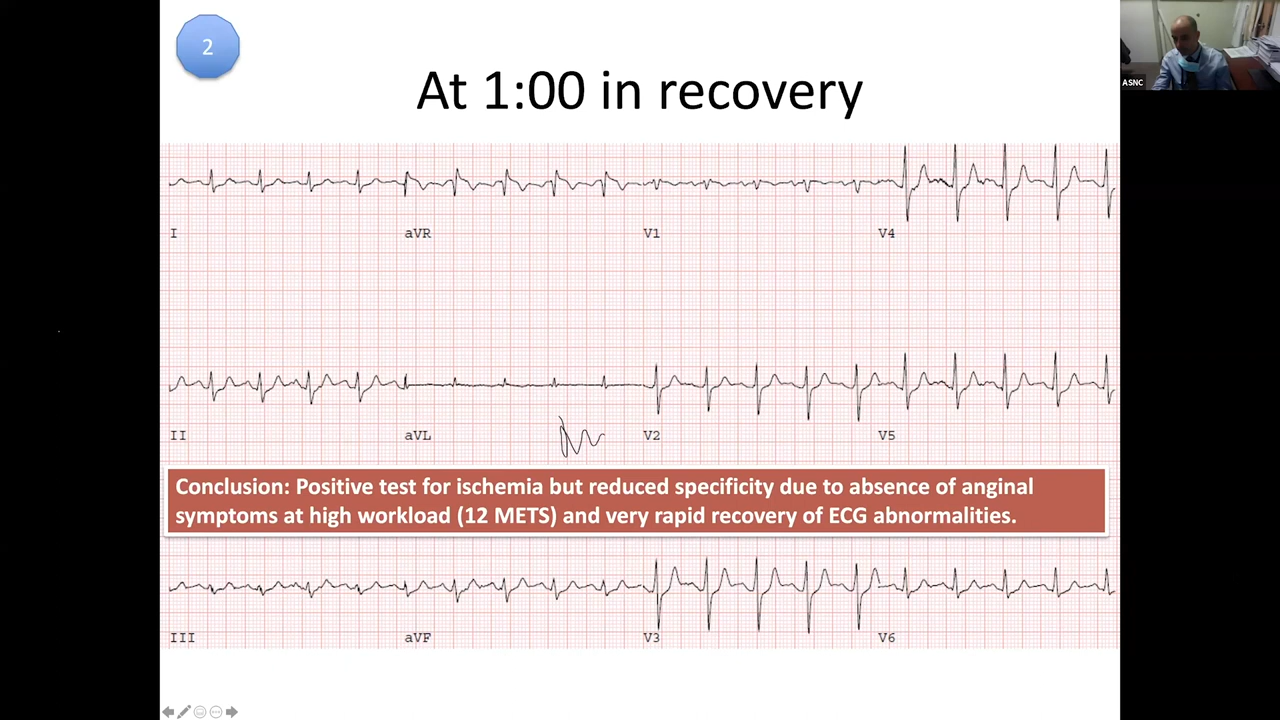 2
At 1:00 in recovery
ASNC
I aVR V1 V4
II aVL V2 V5
Conclusion: Positive test for ischemia but reduced specificity due to absence of anginal
symptoms at high workload (12 METS) and very rapid recovery of ECG abnormalities.
III aVF V3 V6